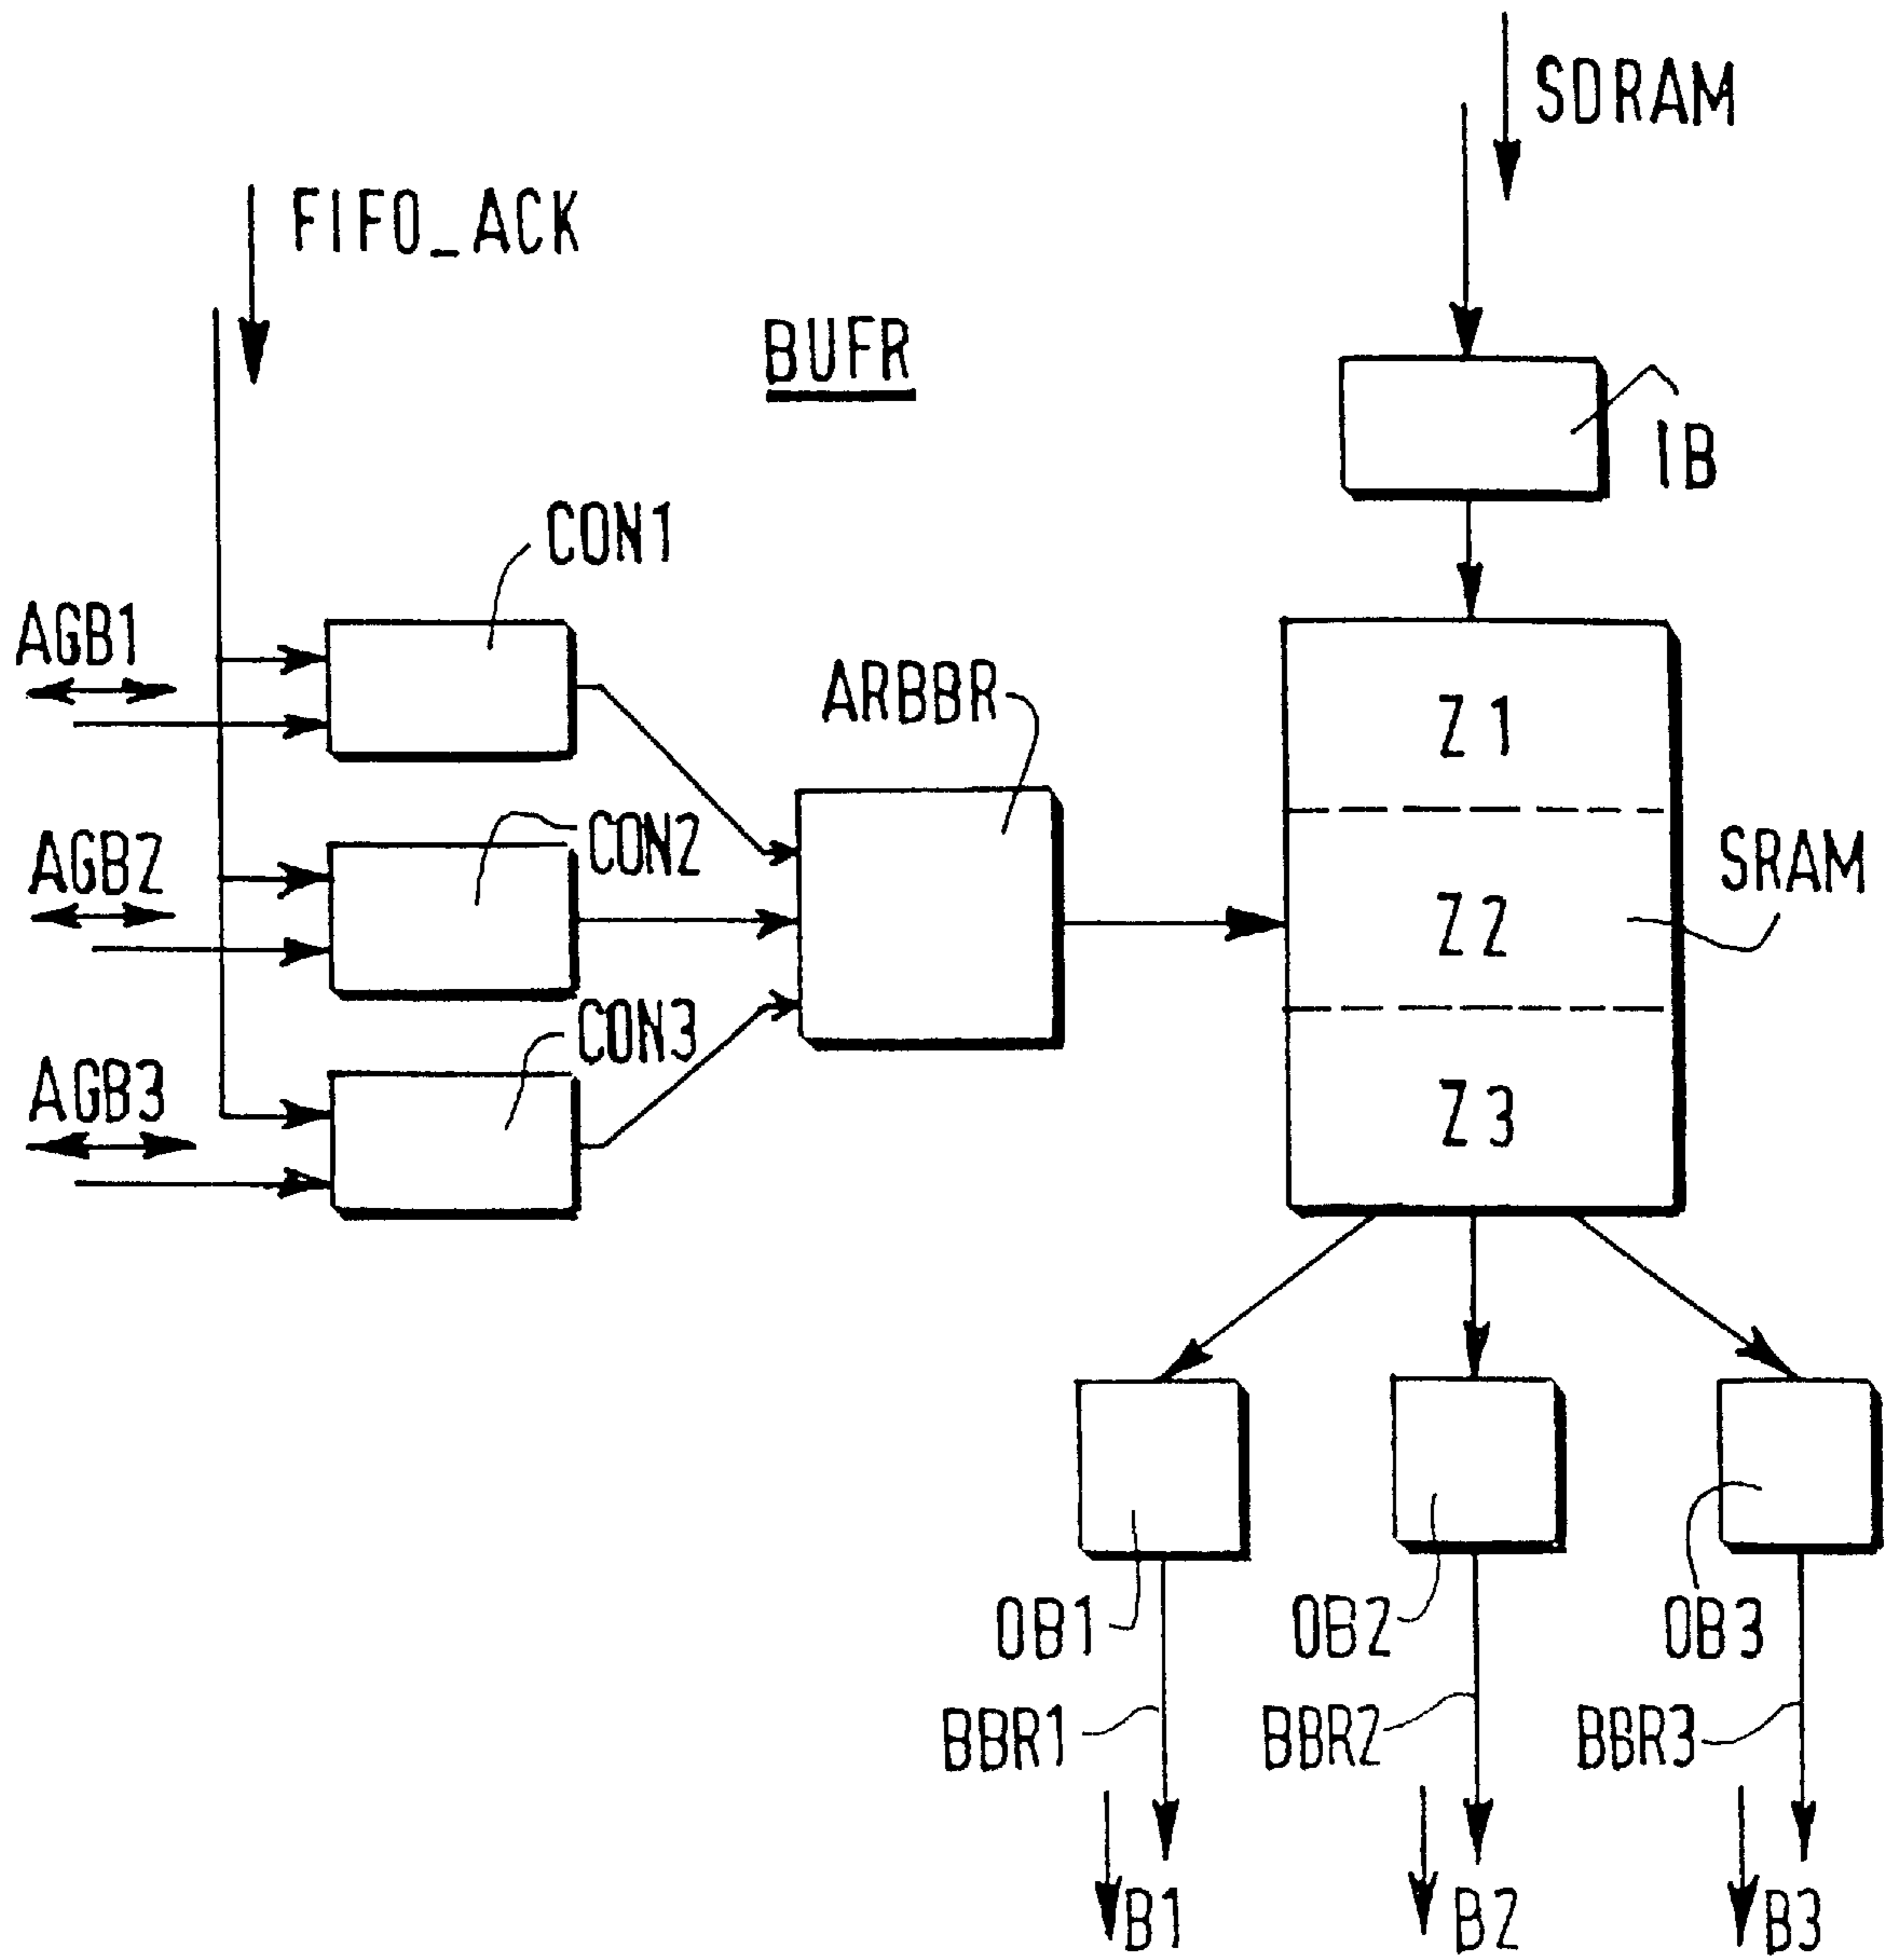 SDRAM
FIFO_ACK
BUFR
IB
CON1
AGB1
ARBBR
Z1
CON2
AGB2
SRAM
Z2
CON3
AGB3
Z3
OB1
OB2
OB3
BBR1
BBR2
BBR3
B1
B2
B3